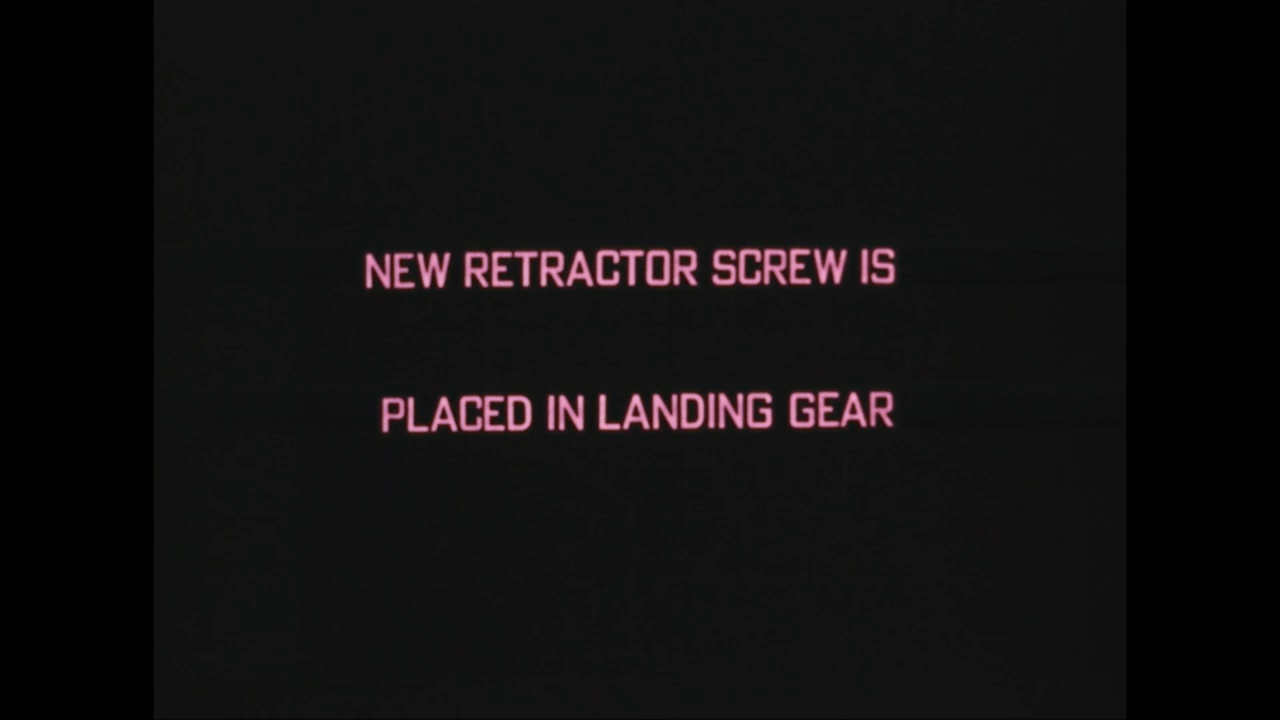 NEW RETRACTOR SCREW IS
PLACED IN LANDING GEAR